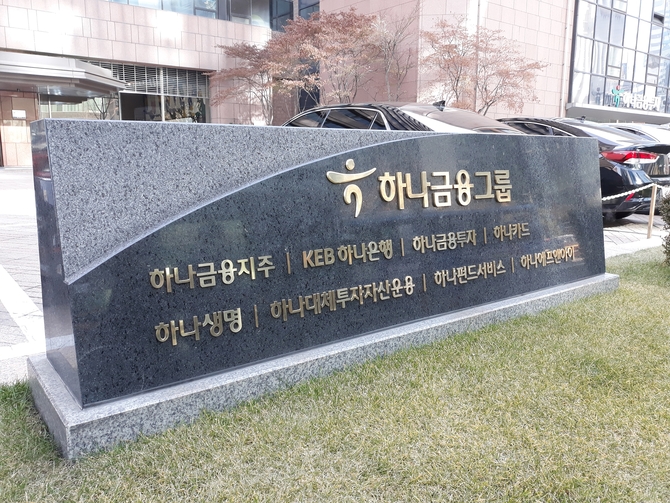 하나금융그룹
하나금융지주 | KEB 하나은행 | 하나금융투자 | 하나카드
하나생명 | 하나대체투자자산운용 | 하나펀드서비스 | 하나에프앤아이